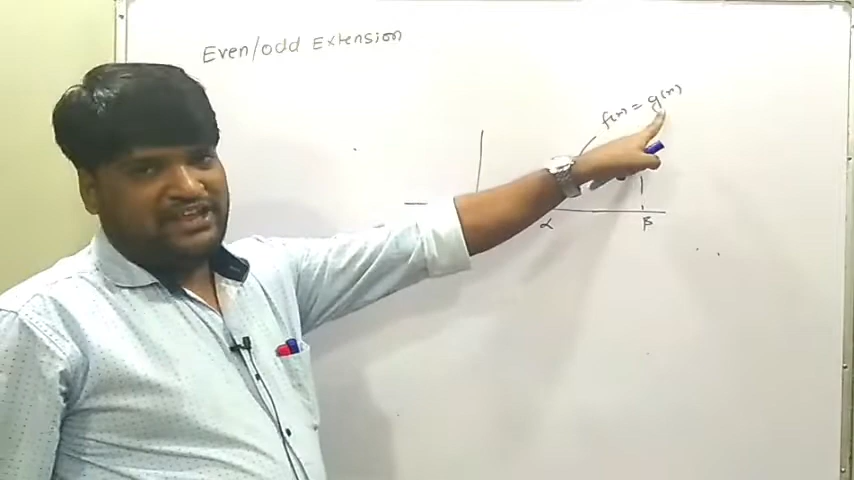 Even/odd Extension
f(x) = g(x)
α β